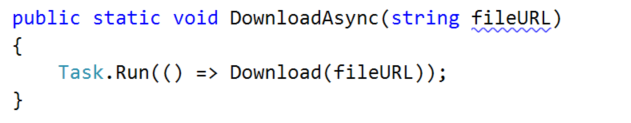 public static void DownloadAsync(string fileURL)
{
    Task.Run(() => Download(fileURL));
}